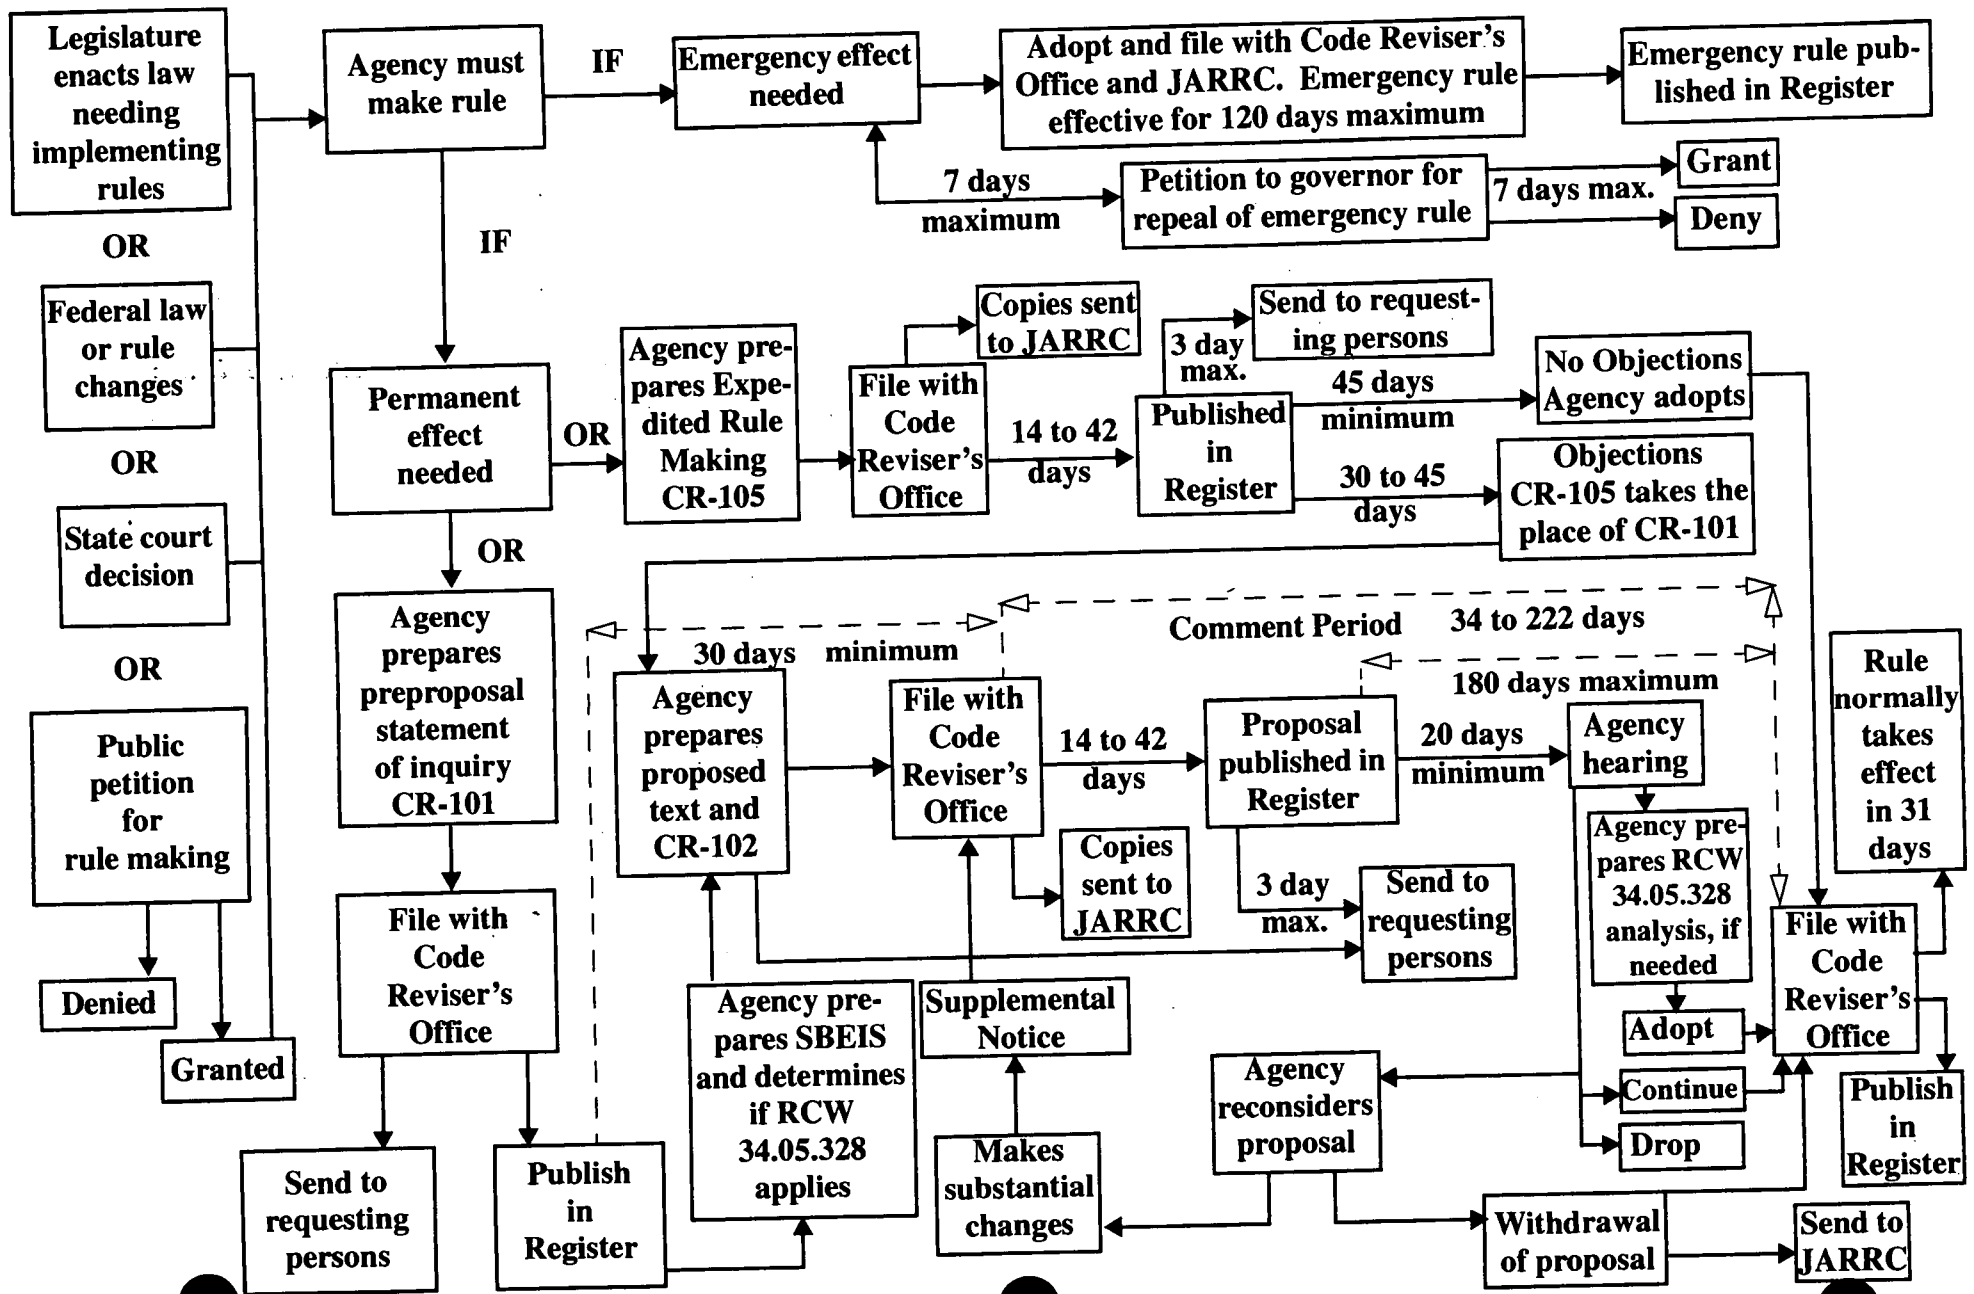 Legislature
enacts law
needing
implementing
rules
OR
Federal law
or rule
changes
OR
State court
decision
OR
Public
petition
for
rule making
Denied
Granted
Agency must
make rule
IF
Emergency effect
needed
Adopt and file with Code Reviser's
Office and JARRC. Emergency rule
effective for 120 days maximum
Emergency rule pub-
lished in Register
7 days
maximum
Petition to governor for
repeal of emergency rule
7 days max.
Grant
Deny
IF
Permanent
effect
needed
OR
Agency pre-
pares Expe-
dited Rule
Making
CR-105
File with
Code
Reviser's
Office
Copies sent
to JARRC
14 to 42
days
Published
in
Register
3 day
max.
Send to request-
ing persons
45 days
minimum
No Objections
Agency adopts
30 to 45
days
Objections
CR-105 takes the
place of CR-101
OR
Agency
prepares
preproposal
statement
of inquiry
CR-101
File with
Code
Reviser's
Office
Send to
requesting
persons
Publish
in
Register
30 days minimum
Agency
prepares
proposed
text and
CR-102
Agency pre-
pares SBEIS
and determines
if RCW
34.05.328
applies
File with
Code
Reviser's
Office
Comment Period 34 to 222 days
180 days maximum
14 to 42
days
Copies
sent to
JARRC
Proposal
published in
Register
3 day
max.
Send to
requesting
persons
20 days
minimum
Agency
hearing
Agency pre-
pares RCW
34.05.328
analysis, if
needed
Adopt
Continue
Drop
Supplemental
Notice
Makes
substantial
changes
Agency
reconsiders
proposal
Withdrawal
of proposal
Send to
JARRC
File with
Code
Reviser's
Office
Rule
normally
takes
effect
in 31
days
Publish
in
Register